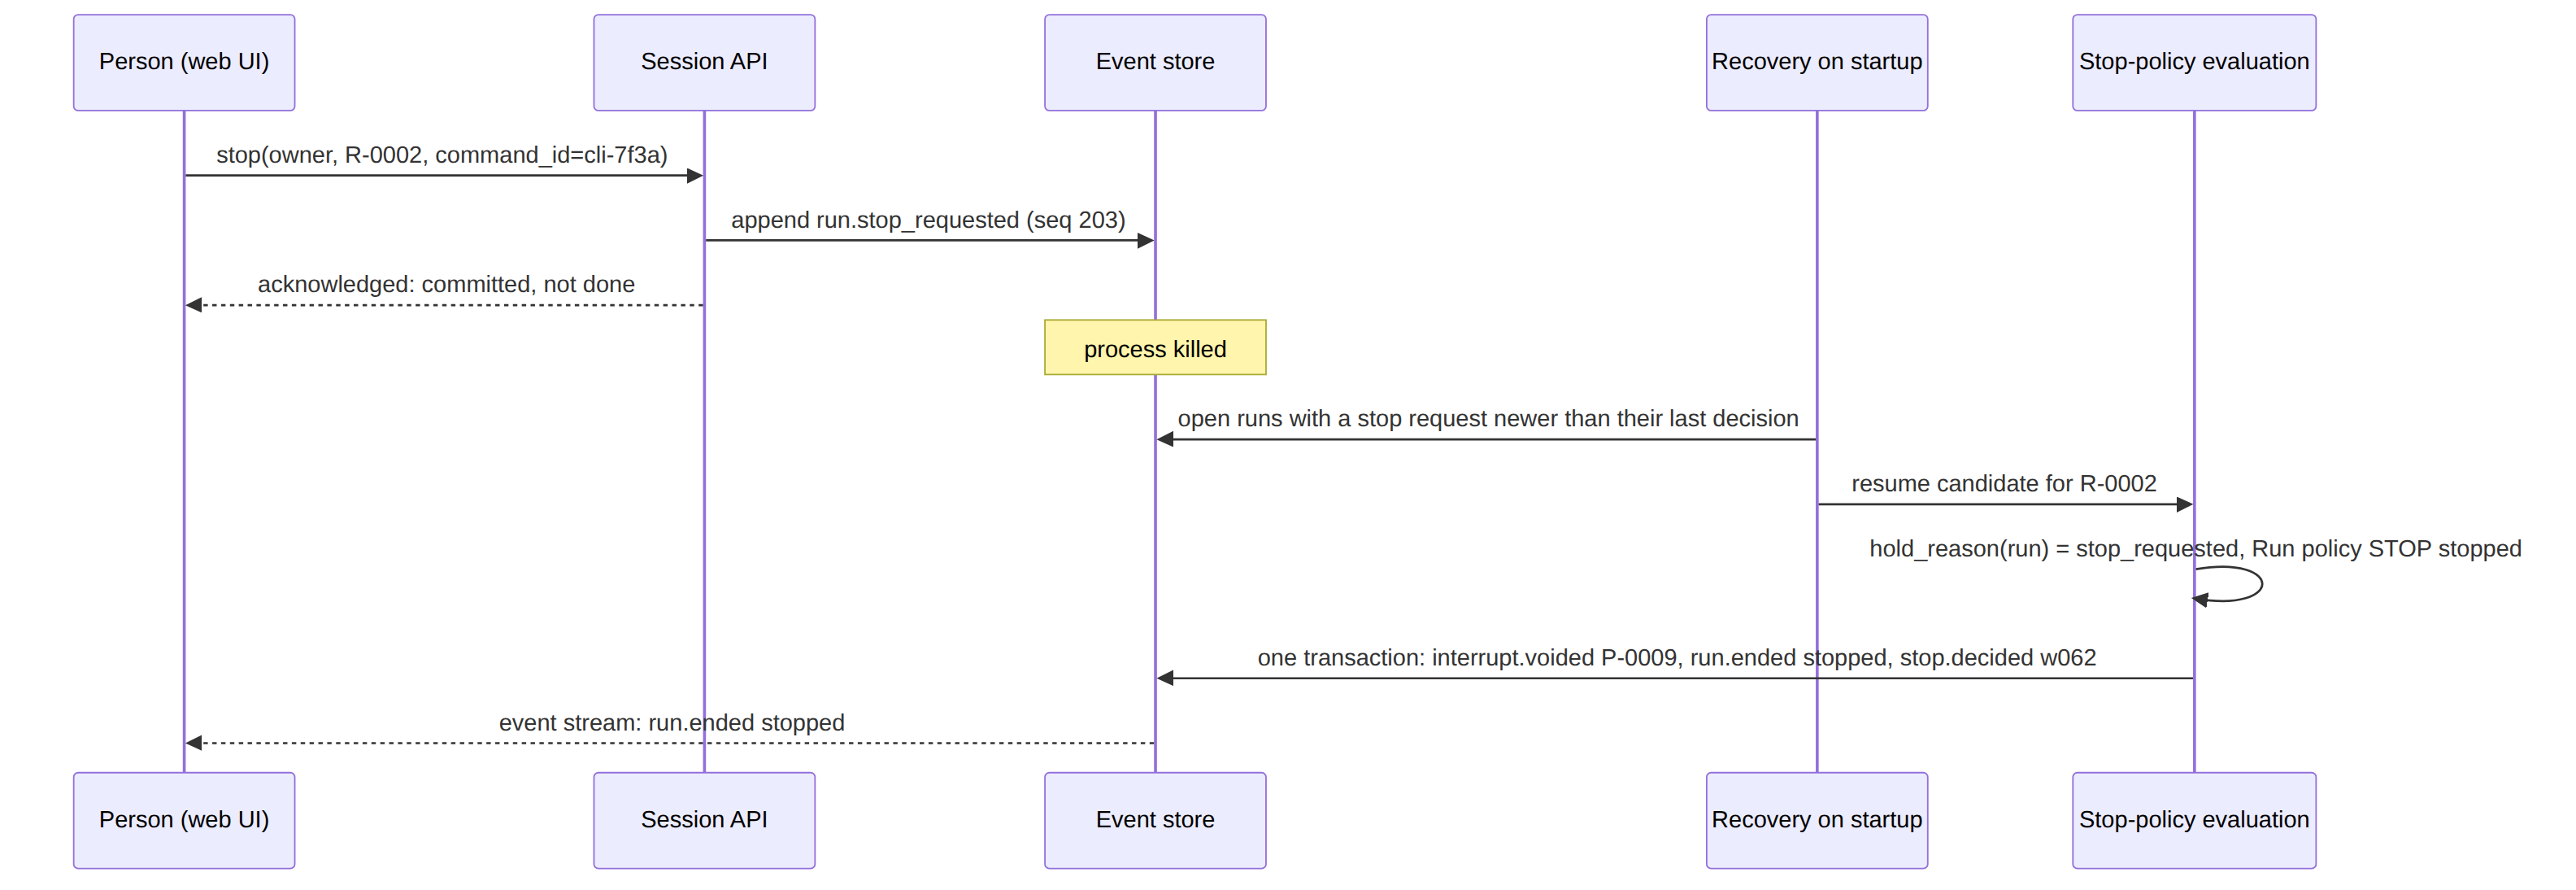 Person (web UI)
Session API
Event store
Recovery on startup
Stop-policy evaluation
stop(owner, R-0002, command_id=cli-7f3a)
append run.stop_requested (seq 203)
acknowledged: committed, not done
process killed
open runs with a stop request newer than their last decision
resume candidate for R-0002
hold_reason(run) = stop_requested, Run policy STOP stopped
one transaction: interrupt.voided P-0009, run.ended stopped, stop.decided w062
event stream: run.ended stopped
Person (web UI)
Session API
Event store
Recovery on startup
Stop-policy evaluation